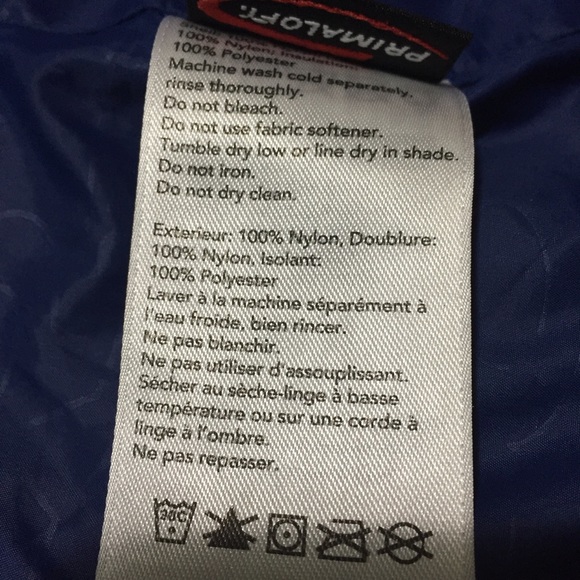 PRIMALOFT.
100% Nylon, Insulation:
100% Polyester
Machine wash cold separately,
rinse thoroughly.
Do not bleach.
Do not use fabric softener.
Tumble dry low or line dry in shade.
Do not iron.
Do not dry clean.
Exterieur: 100% Nylon, Doublure:
100% Nylon. Isolant:
100% Polyester
Laver à la machine séparément à
l'eau froide, bien rincer.
Ne pas blanchir.
Ne pas utiliser d'assouplissant.
Sécher au sèche-linge à basse
température ou sur une corde à
linge à l'ombre.
Ne pas repasser.
30C